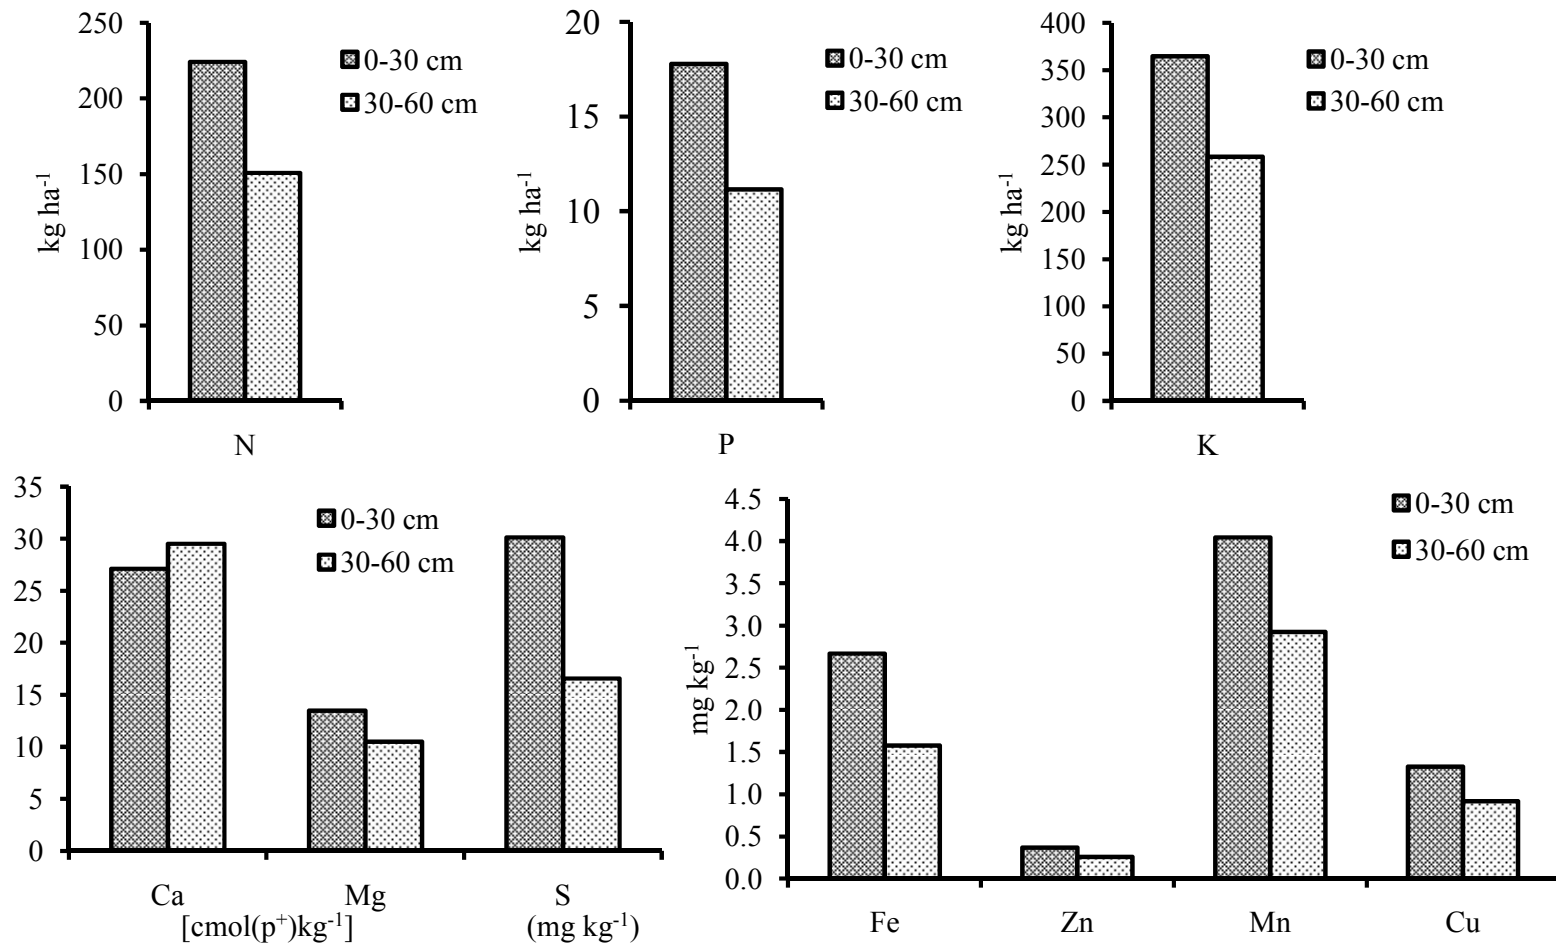 250
200
150
100
50
0
kg ha⁻¹
0-30 cm
30-60 cm
N
20
15
10
5
0
kg ha⁻¹
0-30 cm
30-60 cm
P
400
350
300
250
200
150
100
50
0
kg ha⁻¹
0-30 cm
30-60 cm
K
35
30
25
20
15
10
5
0
0-30 cm
30-60 cm
Ca Mg S
[cmol(p⁺)kg⁻¹] (mg kg⁻¹)
4.5
4.0
3.5
3.0
2.5
2.0
1.5
1.0
0.5
0.0
mg kg⁻¹
0-30 cm
30-60 cm
Fe Zn Mn Cu